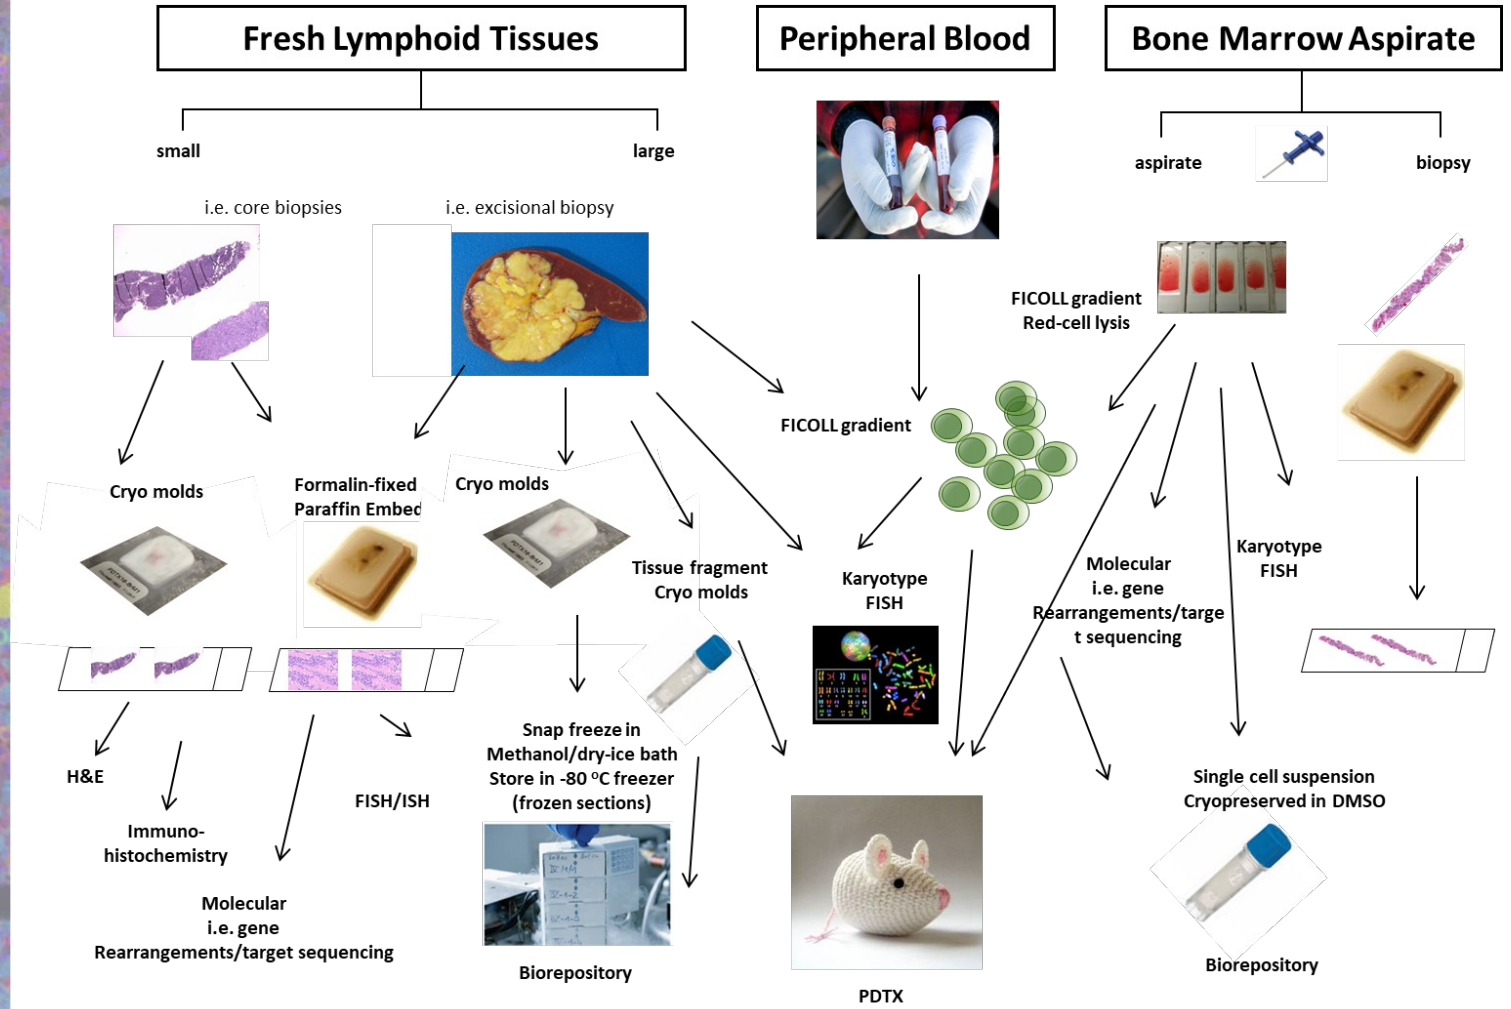 Fresh Lymphoid Tissues
Peripheral Blood
Bone Marrow Aspirate
small
large
aspirate
biopsy
i.e. core biopsies
i.e. excisional biopsy
FICOLL gradient
Red-cell lysis
FICOLL gradient
Cryo molds
Formalin-fixed
Paraffin Embed
Cryo molds
Tissue fragment
Cryo molds
Karyotype
FISH
Molecular
i.e. gene
Rearrangements/targe
t sequencing
Karyotype
FISH
Snap freeze in
Methanol/dry-ice bath
Store in -80 ºC freezer
(frozen sections)
H&E
FISH/ISH
Immuno-
histochemistry
Molecular
i.e. gene
Rearrangements/target sequencing
Single cell suspension
Cryopreserved in DMSO
Biorepository
PDTX
Biorepository